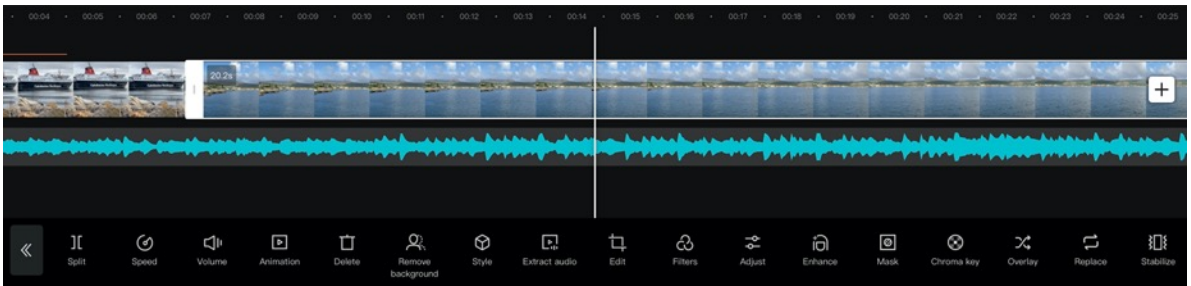 00:04 00:05 00:06 00:07 00:08 00:09 00:10 00:11 00:12 00:13 00:14 00:15 00:16 00:17 00:18 00:19 00:20 00:21 00:22 00:23 00:24 00:25
20.2s
Split Speed Volume Animation Delete Remove background Style Extract audio Edit Filters Adjust Enhance Mask Chroma key Overlay Replace Stabilize